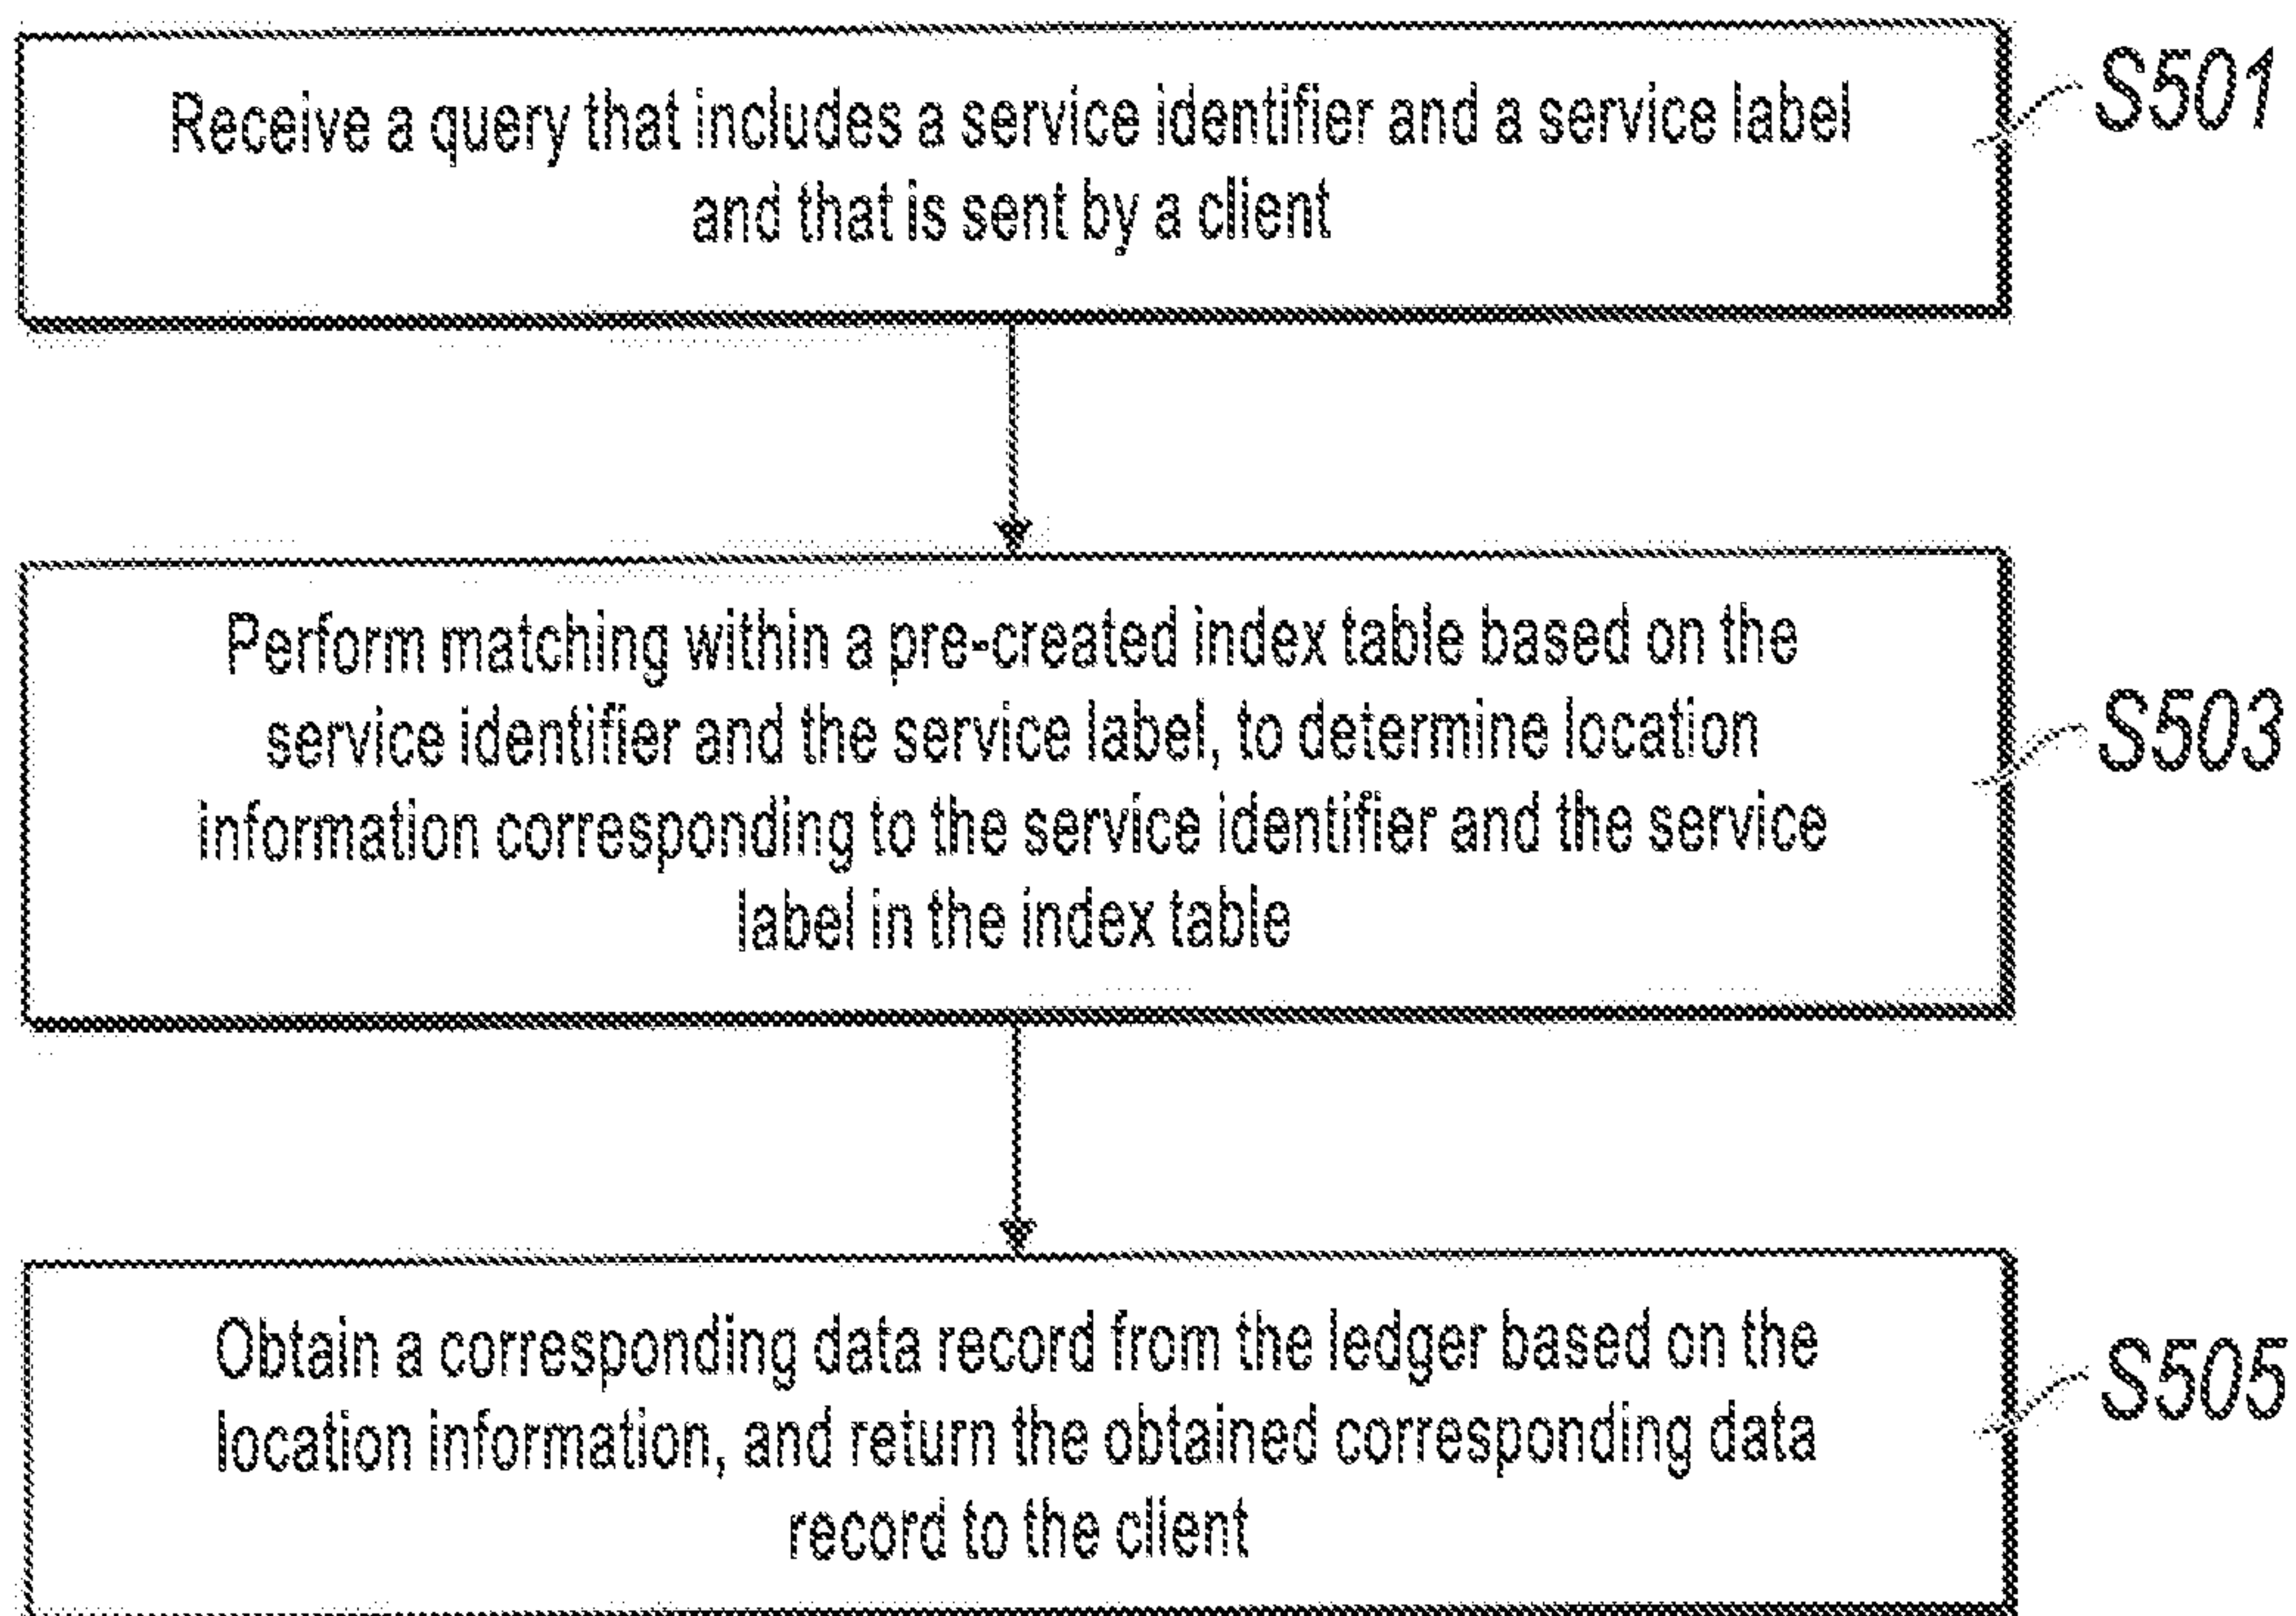 Receive a query that includes a service identifier and a service label
and that is sent by a client
S501
Perform matching within a pre-created index table based on the
service identifier and the service label, to determine location
information corresponding to the service identifier and the service
label in the index table
S503
Obtain a corresponding data record from the ledger based on the
location information, and return the obtained corresponding data
record to the client
S505